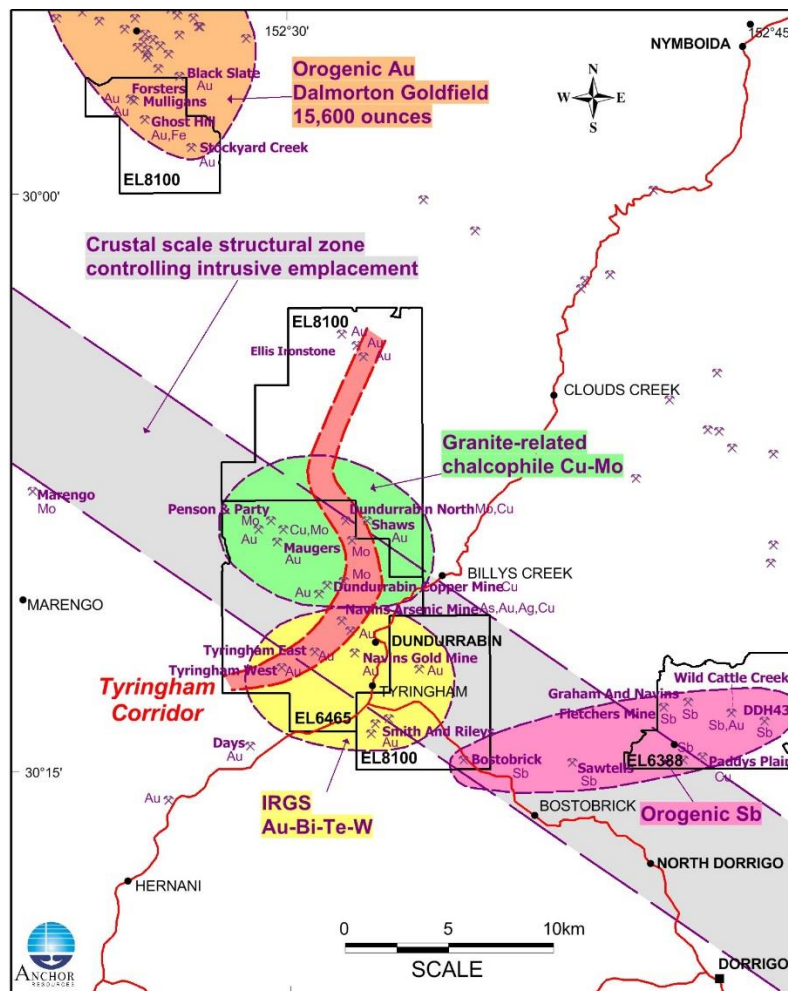 152°30'
152°45'
NYMBOIDA
Black Slate
Au
Forsters
Au
Mulligans
Au
Ghost Hill
Au,Fe
Stockyard Creek
Au
EL8100
Orogenic Au
Dalmorton Goldfield
15,600 ounces
N
W E
S
30°00'
Crustal scale structural zone
controlling intrusive emplacement
EL8100
Au
Au
Ellis Ironstone
Au
CLOUDS CREEK
Granite-related
chalcophile Cu-Mo
Marengo
Mo
Penson & Party
Dundurrabin North Mo,Cu
Mo
Cu,Mo
Shaws
Au
Au
Maugers
Au
Mo
Mo
BILLYS CREEK
Dundurrabin Copper Mine Cu
Au
MARENGO
Navins Arsenic Mine As,Au,Ag,Cu
Au
DUNDURRABIN
Tyringham East
Au
Navins Gold Mine
Tyringham West
Au
Au
Au
TYRINGHAM
Tyringham
Corridor
EL6465
Smith And Rileys
Au
EL8100
Days
Au
Au
Wild Cattle Creek
Graham And Navins
Fletchers Mine
Sb
Sb
Sb,Au
DDH43
Sb
Sb
Bostobrick
Sb
Sawtells
Sb
EL6388
Paddys Plain
Cu
IRGS
Au-Bi-Te-W
Orogenic Sb
BOSTOBRICK
HERNANI
NORTH DORRIGO
DORRIGO
30°15'
0 5 10km
SCALE
ANCHOR
RESOURCES